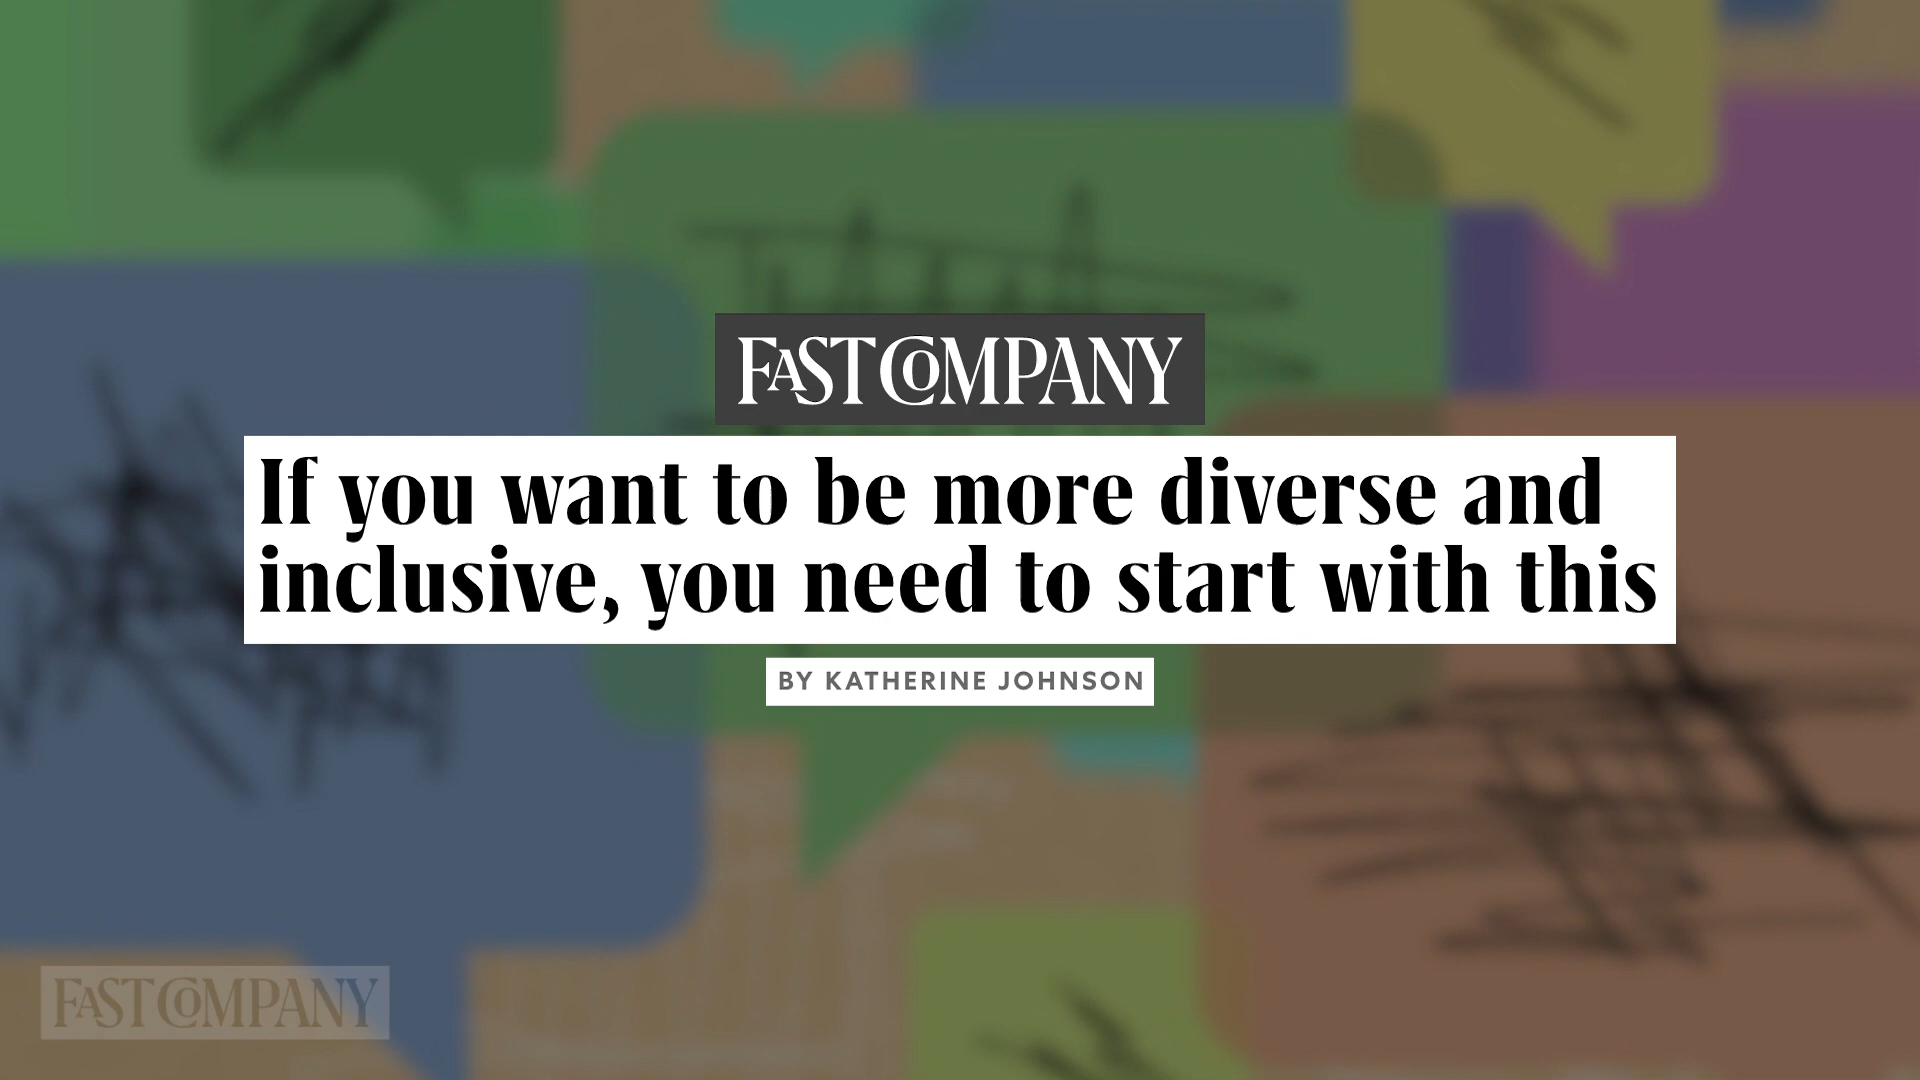 FAST COMPANY
If you want to be more diverse and
inclusive, you need to start with this
BY KATHERINE JOHNSON
FAST COMPANY